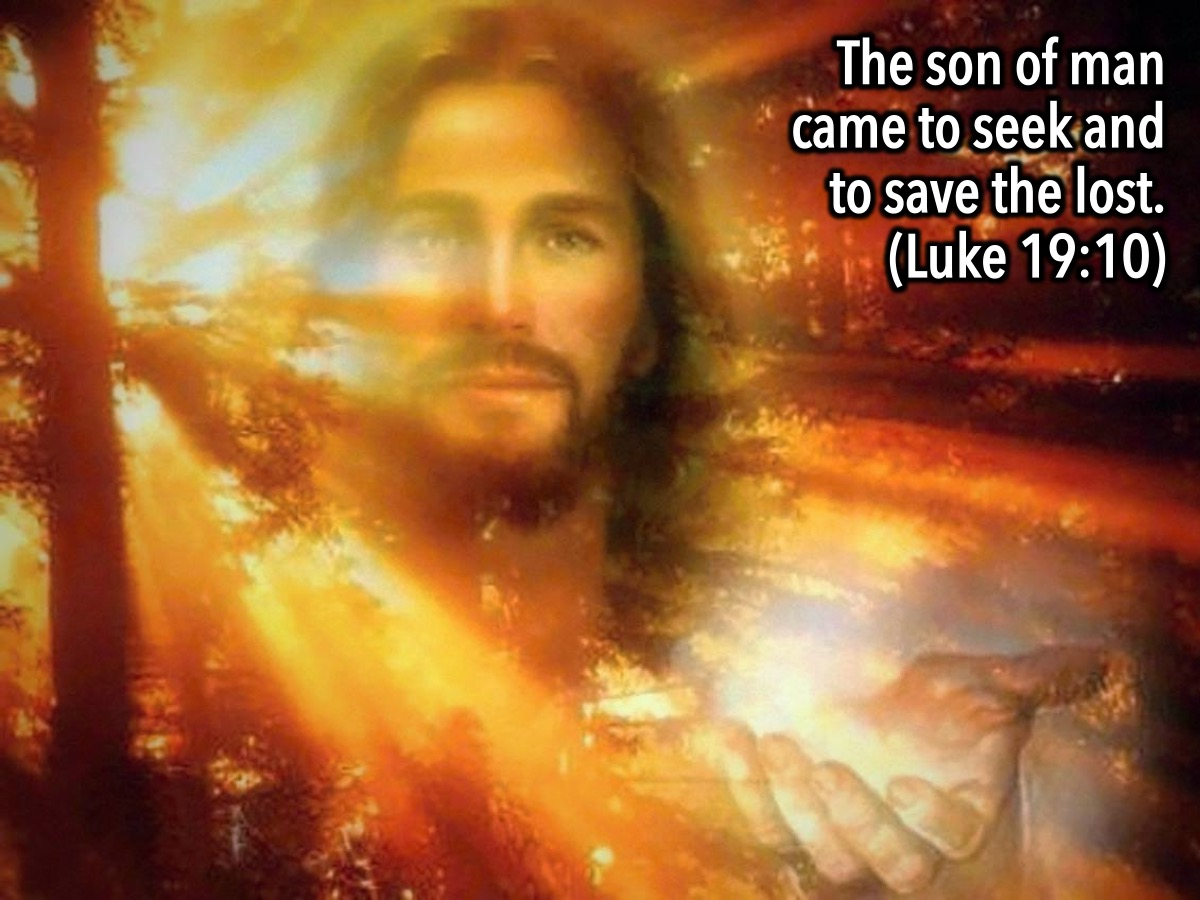 The son of man
came to seek and
to save the lost.
(Luke 19:10)